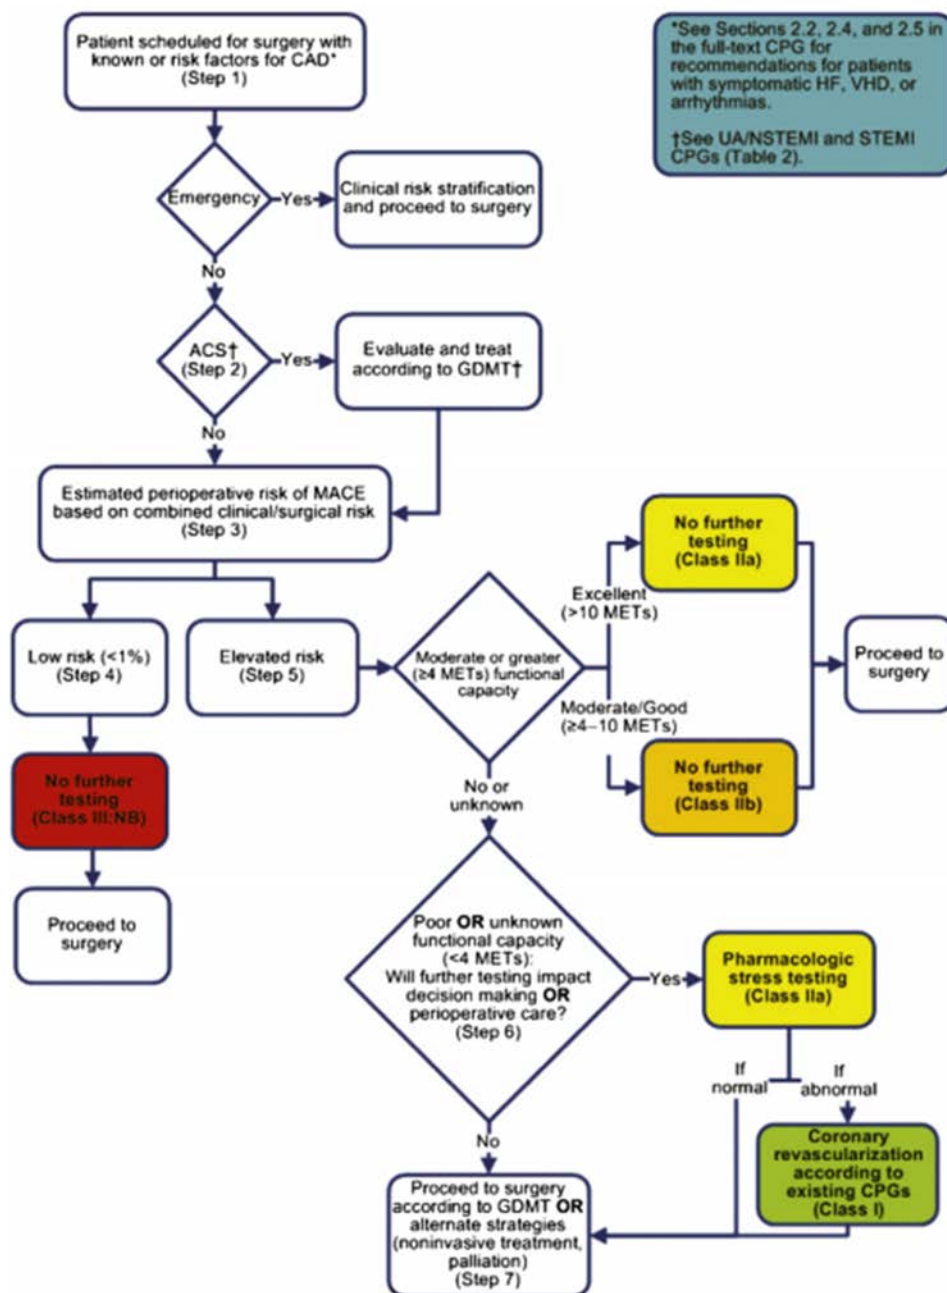 Patient scheduled for surgery with
known or risk factors for CAD*
(Step 1)
*See Sections 2.2, 2.4, and 2.5 in
the full-text CPG for
recommendations for patients
with symptomatic HF, VHD, or
arrhythmias.
†See UA/NSTEMI and STEMI
CPGs (Table 2).
Emergency
Yes
Clinical risk stratification
and proceed to surgery
No
ACS†
(Step 2)
Yes
Evaluate and treat
according to GDMT†
No
Estimated perioperative risk of MACE
based on combined clinical/surgical risk
(Step 3)
Low risk (<1%)
(Step 4)
Elevated risk
(Step 5)
Moderate or greater
(≥4 METs) functional
capacity
Excellent
(>10 METs)
No further
testing
(Class IIa)
Moderate/Good
(≥4–10 METs)
No further
testing
(Class IIb)
Proceed to
surgery
No further
testing
(Class III:NB)
Proceed to
surgery
No or
unknown
Poor OR unknown
functional capacity
(<4 METs):
Will further testing impact
decision making OR
perioperative care?
(Step 6)
Yes
Pharmacologic
stress testing
(Class IIa)
If
normal
If
abnormal
Coronary
revascularization
according to
existing CPGs
(Class I)
No
Proceed to surgery
according to GDMT OR
alternate strategies
(noninvasive treatment,
palliation)
(Step 7)